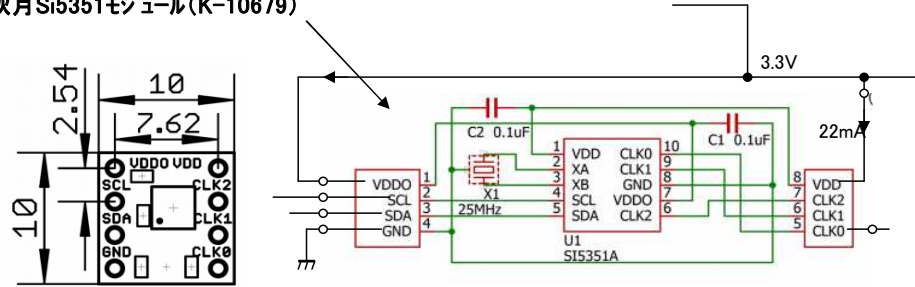 Si5351モジュール(K-10679)
3.3V
22mA
10
2.54
7.62
10
VDDO VDD
SCL CLK2
SDA CLK1
GND CLK0
C2 0.1uF
C1 0.1uF
X1
25MHz
1 VDD CLK0 10
2 XA CLK1 9
3 XB GND 8
4 SCL VDDO 7
5 SDA CLK2 6
U1
SI5351A
VDDO 1
SCL 2
SDA 3
GND 4
8 VDD
7 CLK2
6 CLK1
5 CLK0